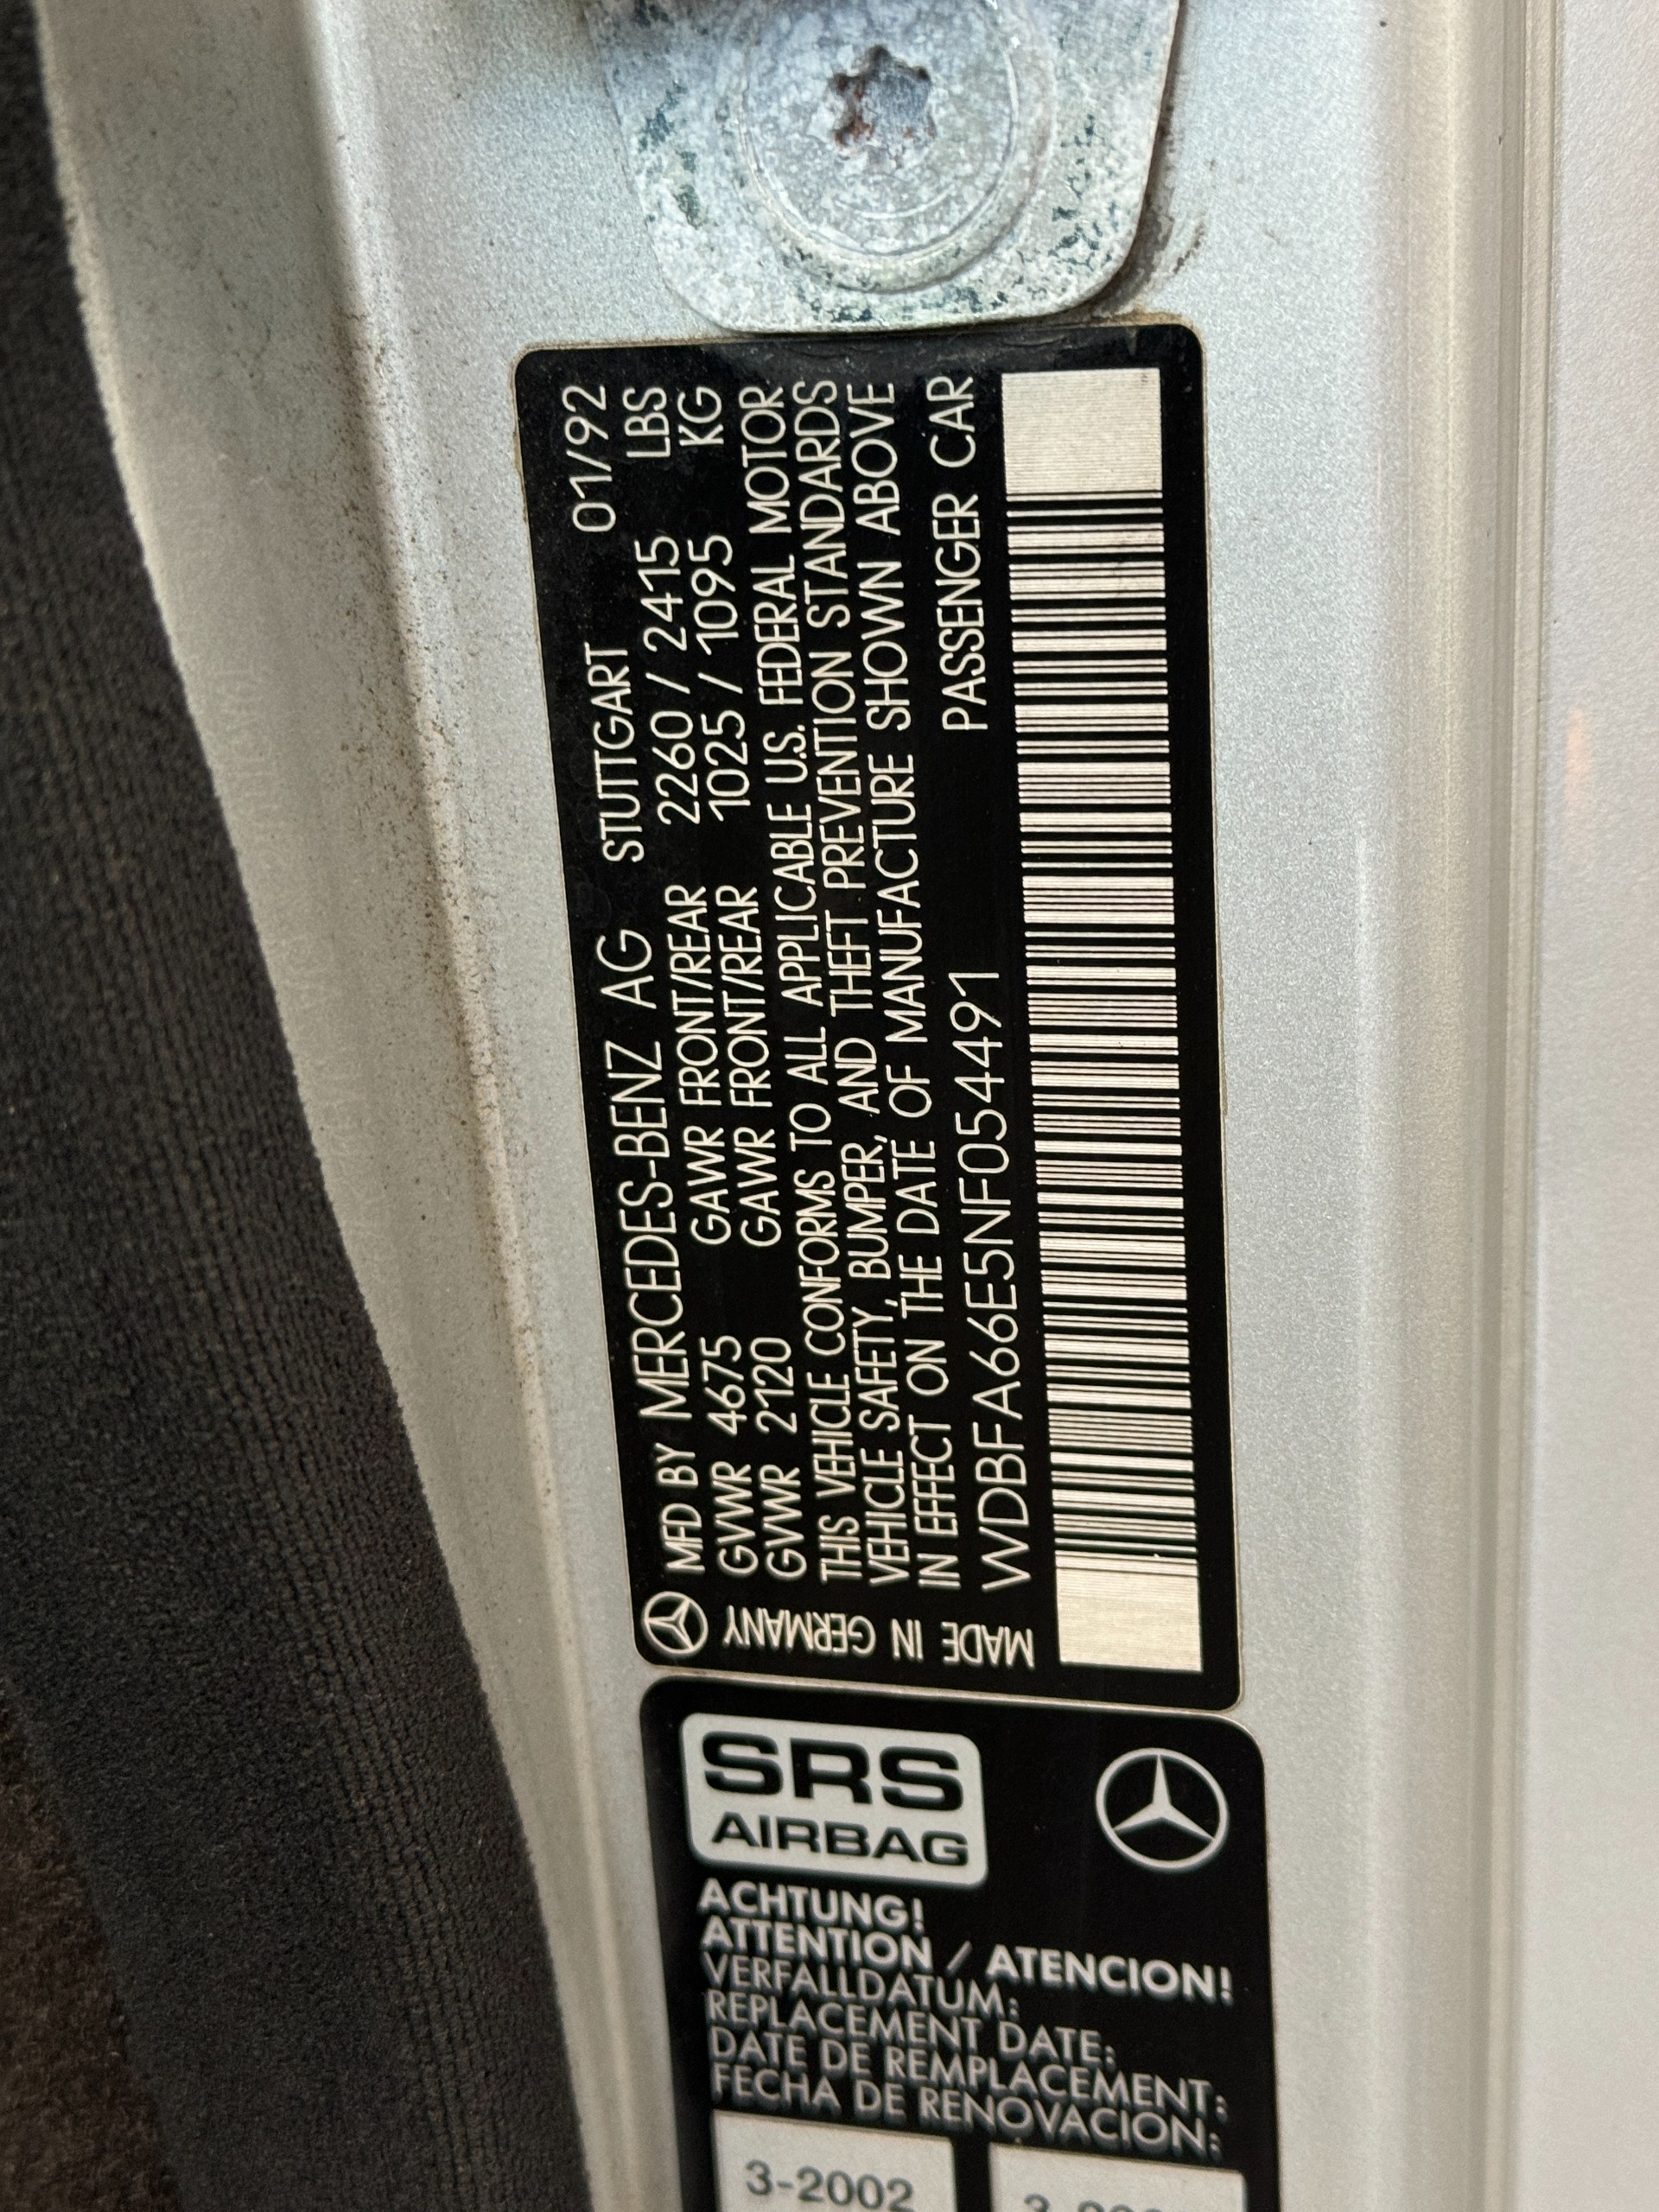 MFD BY MERCEDES-BENZ AG STUTTGART 01/92
GVWR 4675 GAWR FRONT/REAR 2260 / 2415 LBS
GVWR 2120 GAWR FRONT/REAR 1025 / 1095 KG
THIS VEHICLE CONFORMS TO ALL APPLICABLE U.S. FEDERAL MOTOR
VEHICLE SAFETY, BUMPER, AND THEFT PREVENTION STANDARDS
IN EFFECT ON THE DATE OF MANUFACTURE SHOWN ABOVE
WDBFA66E5NF054491 PASSENGER CAR
MADE IN GERMANY
SRS
AIRBAG
ACHTUNG!
ATTENTION / ATENCION!
VERFALLDATUM:
REPLACEMENT DATE:
DATE DE REMPLACEMENT:
FECHA DE RENOVACION:
3-2002